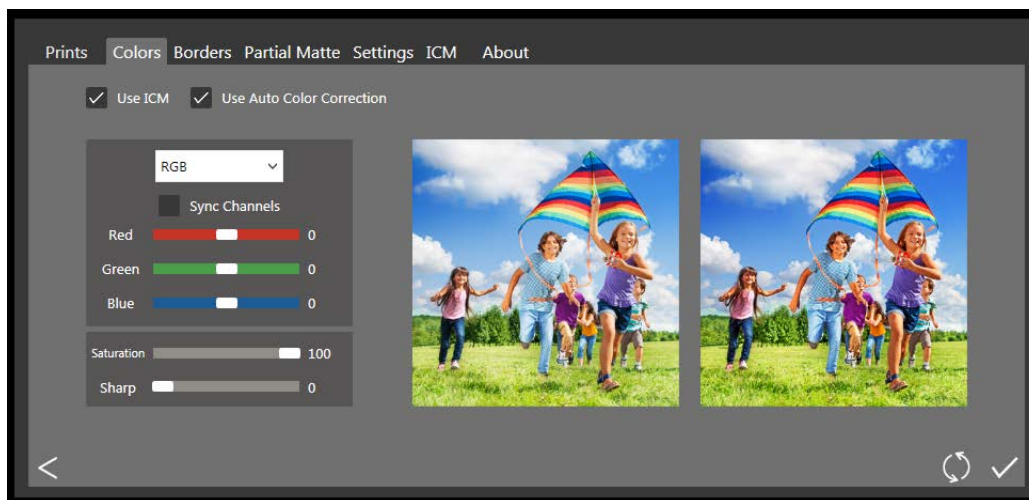 Prints Colors Borders Partial Matte Settings ICM About
Use ICM Use Auto Color Correction
RGB
Sync Channels
Red 0
Green 0
Blue 0
Saturation 100
Sharp 0